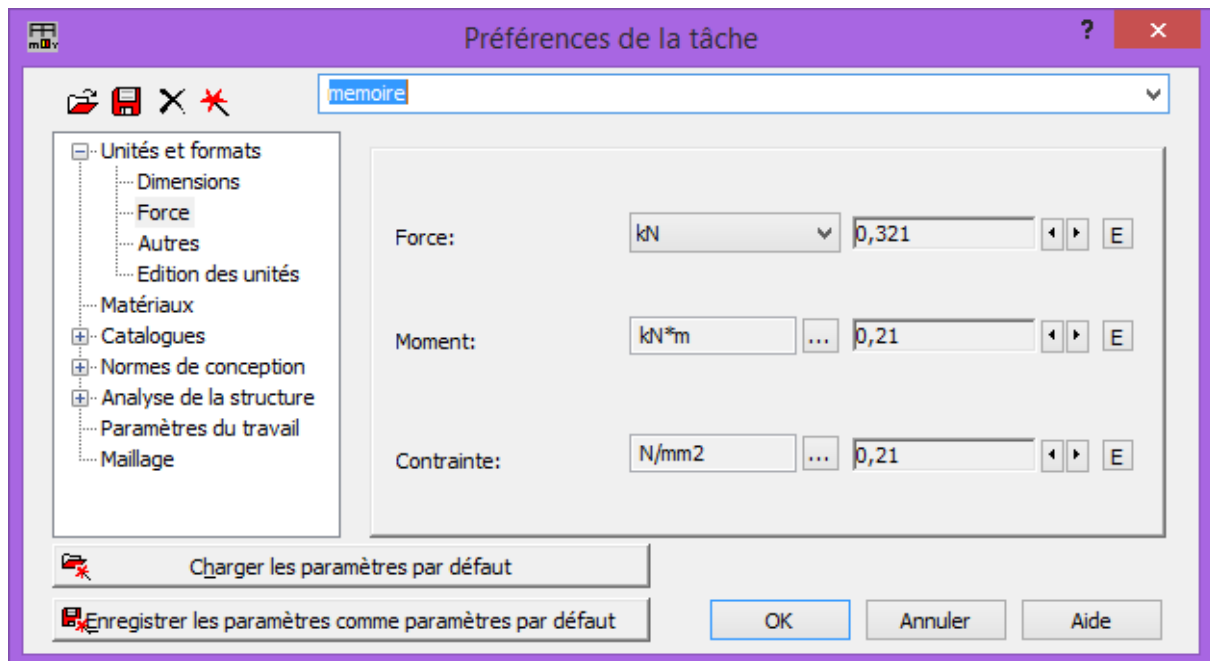 Préférences de la tâche
?
memoire
Unités et formats
Dimensions
Force
Autres
Edition des unités
Matériaux
Catalogues
Normes de conception
Analyse de la structure
Paramètres du travail
Maillage
Force: kN 0,321 E
Moment: kN*m ... 0,21 E
Contrainte: N/mm2 ... 0,21 E
Charger les paramètres par défaut
Enregistrer les paramètres comme paramètres par défaut
OK Annuler Aide